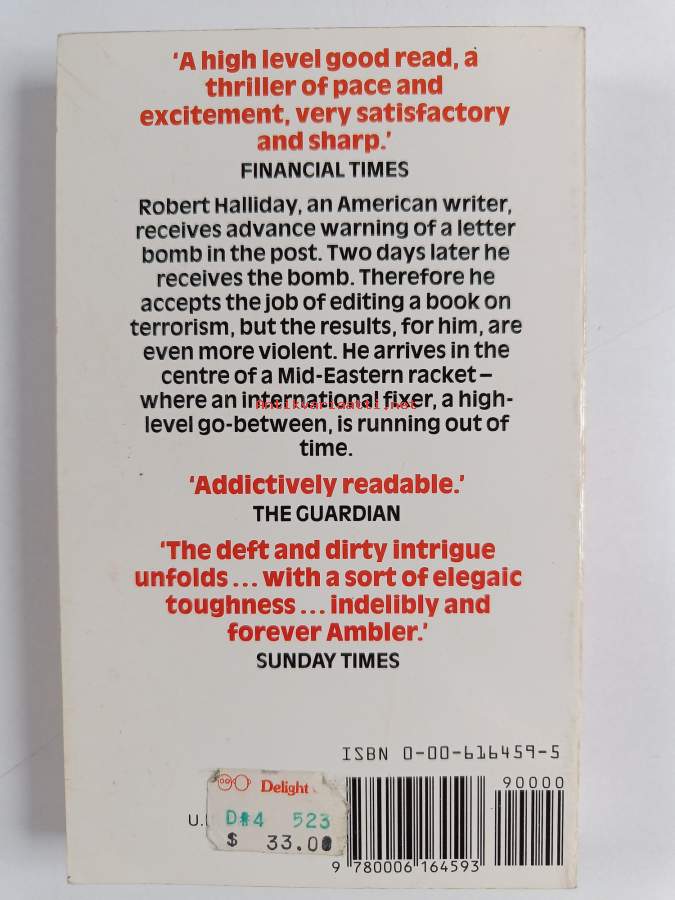 'A high level good read, a
thriller of pace and
excitement, very satisfactory
and sharp.'
FINANCIAL TIMES
Robert Halliday, an American writer,
receives advance warning of a letter
bomb in the post. Two days later he
receives the bomb. Therefore he
accepts the job of editing a book on
terrorism, but the results, for him, are
even more violent. He arrives in the
centre of a Mid-Eastern racket –
where an international fixer, a high-
level go-between, is running out of
time.
Antikvariaatti.net
'Addictively readable.'
THE GUARDIAN
'The deft and dirty intrigue
unfolds ... with a sort of elegaic
toughness ... indelibly and
forever Ambler.'
SUNDAY TIMES
ISBN 0-00-616459-5
90000
Delight
U.
D#4 523
$ 33.00
9 780006 164593